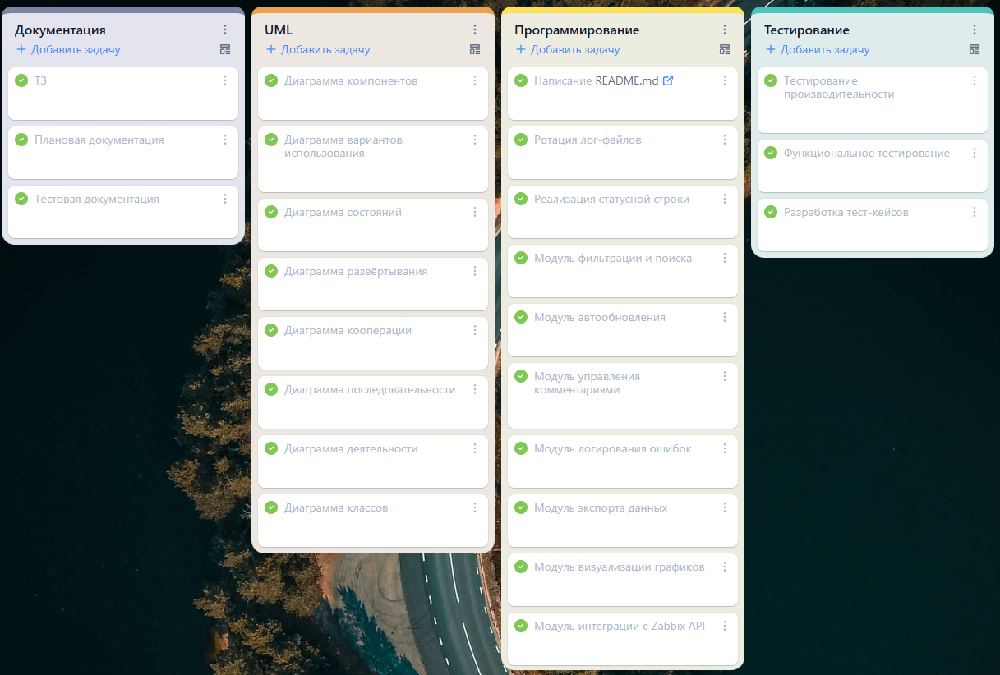 Документация
+ Добавить задачу
ТЗ
Плановая документация
Тестовая документация
UML
+ Добавить задачу
Диаграмма компонентов
Диаграмма вариантов
использования
Диаграмма состояний
Диаграмма развёртывания
Диаграмма кооперации
Диаграмма последовательности
Диаграмма деятельности
Диаграмма классов
Программирование
+ Добавить задачу
Написание README.md
Ротация лог-файлов
Реализация статусной строки
Модуль фильтрации и поиска
Модуль автообновления
Модуль управления
комментариями
Модуль логирования ошибок
Модуль экспорта данных
Модуль визуализации графиков
Модуль интеграции с Zabbix API
Тестирование
+ Добавить задачу
Тестирование
производительности
Функциональное тестирование
Разработка тест-кейсов